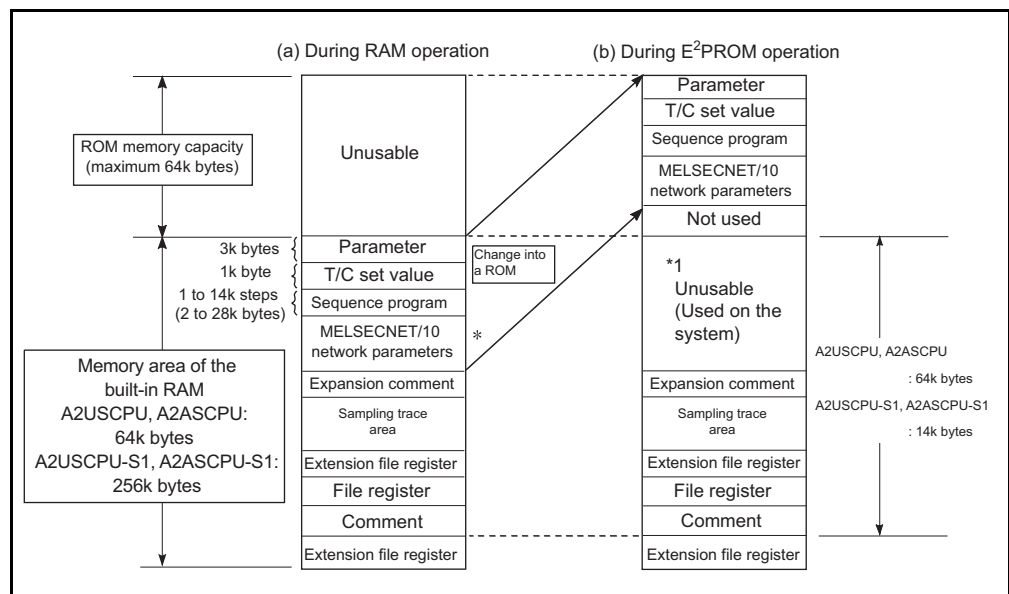 (a) During RAM operation
(b) During E²PROM operation
ROM memory capacity
(maximum 64k bytes)
Unusable
3k bytes
Parameter
1k byte
T/C set value
1 to 14k steps
(2 to 28k bytes)
Sequence program
MELSECNET/10
network parameters
Expansion comment
Sampling trace
area
Extension file register
File register
Comment
Extension file register
Memory area of the
built-in RAM
A2USCPU, A2ASCPU:
64k bytes
A2USCPU-S1, A2ASCPU-S1:
256k bytes
Change into
a ROM
*
Parameter
T/C set value
Sequence program
MELSECNET/10
network parameters
Not used
*1
Unusable
(Used on the
system)
Expansion comment
Sampling trace
area
Extension file register
File register
Comment
Extension file register
A2USCPU, A2ASCPU
: 64k bytes
A2USCPU-S1, A2ASCPU-S1
: 14k bytes